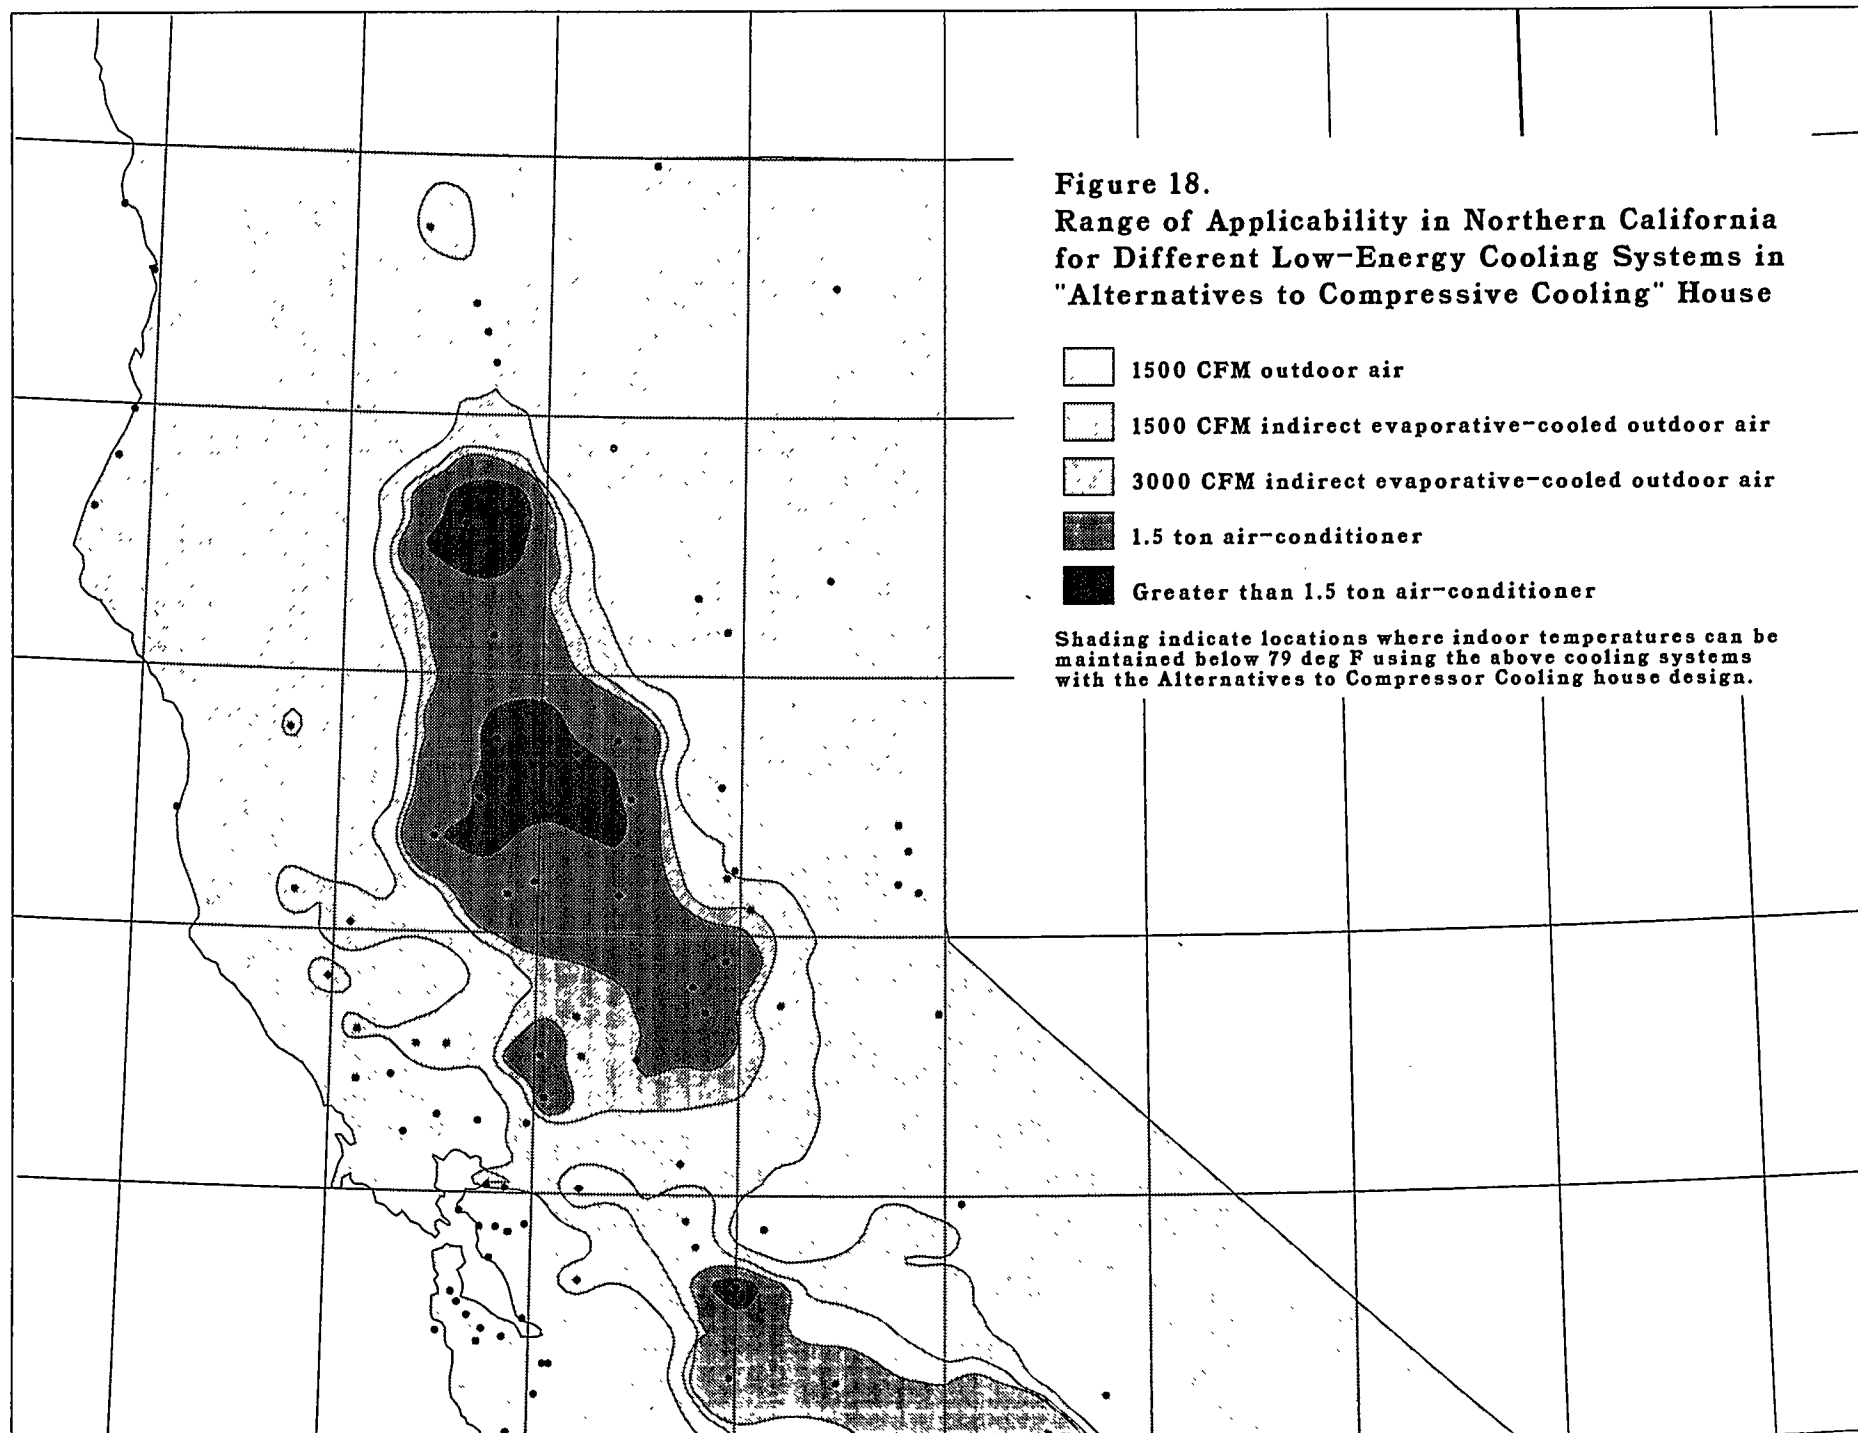 Figure 18.
Range of Applicability in Northern California
for Different Low-Energy Cooling Systems in
"Alternatives to Compressive Cooling" House
1500 CFM outdoor air
1500 CFM indirect evaporative-cooled outdoor air
3000 CFM indirect evaporative-cooled outdoor air
1.5 ton air-conditioner
Greater than 1.5 ton air-conditioner
Shading indicate locations where indoor temperatures can be
maintained below 79 deg F using the above cooling systems
with the Alternatives to Compressor Cooling house design.